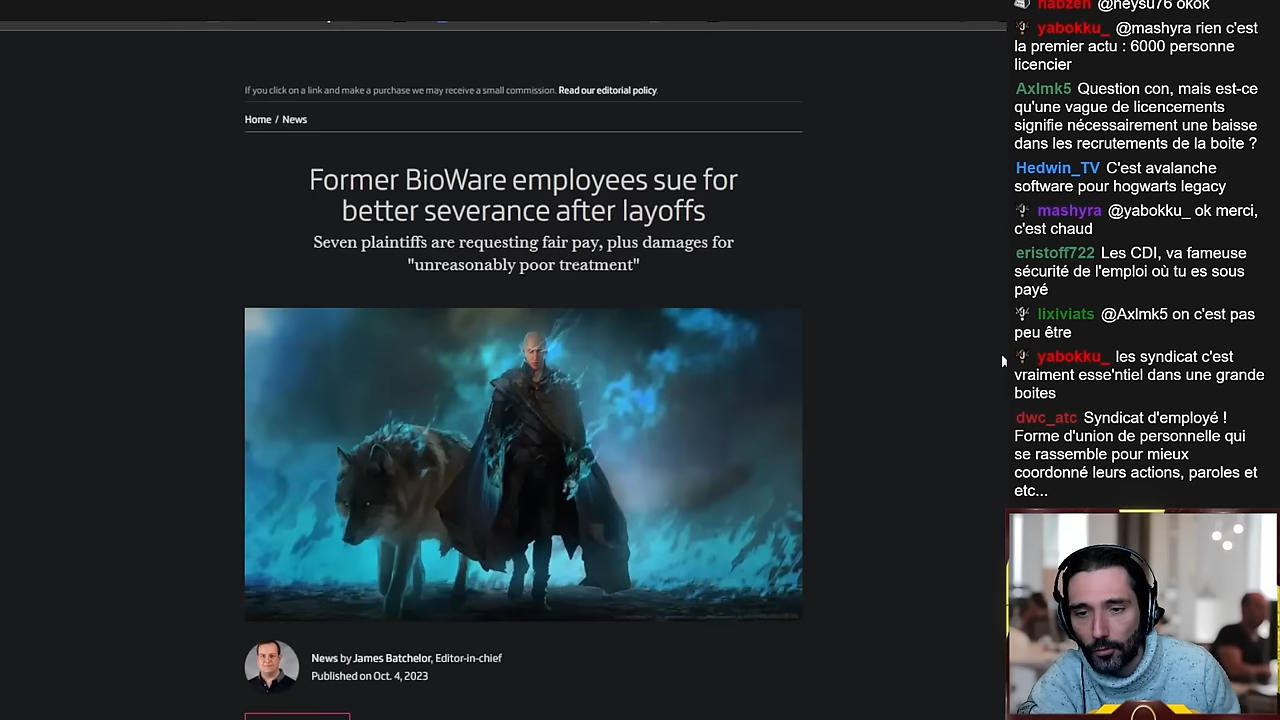 If you click on a link and make a purchase we may receive a small commission. Read our editorial policy.
Home / News
Former BioWare employees sue for
better severance after layoffs
Seven plaintiffs are requesting fair pay, plus damages for
"unreasonably poor treatment"
News by James Batchelor, Editor-in-chief
Published on Oct. 4, 2023
nabzen @heysu76 okok
yabokku_ @mashyra rien c'est
la premier actu : 6000 personne
licencier
Axlmk5 Question con, mais est-ce
qu'une vague de licencements
signifie nécessairement une baisse
dans les recrutements de la boite ?
Hedwin_TV C'est avalanche
software pour hogwarts legacy
mashyra @yabokku_ ok merci,
c'est chaud
eristoff722 Les CDI, va fameuse
sécurité de l'emploi où tu es sous
payé
lixiviats @Axlmk5 on c'est pas
peu être
yabokku_ les syndicat c'est
vraiment esse'ntiel dans une grande
boites
dwc_atc Syndicat d'employé !
Forme d'union de personnelle qui
se rassemble pour mieux
coordonné leurs actions, paroles et
etc...